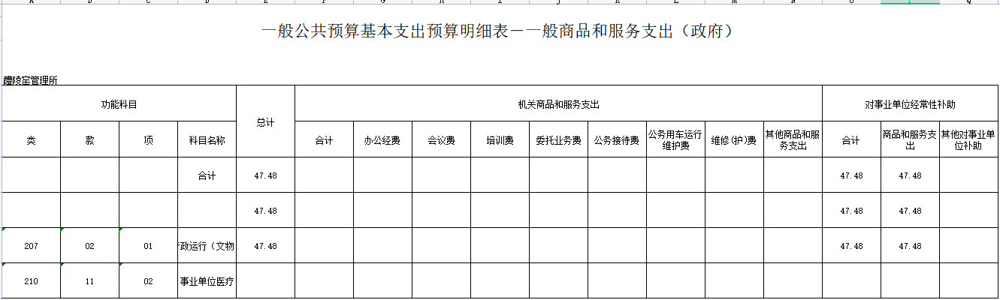 A B C D E F G H I J K L M N O P Q
一般公共预算基本支出预算明细表—一般商品和服务支出（政府）
醴陵窑管理所
功能科目 总计 机关商品和服务支出 对事业单位经常性补助
类 款 项 科目名称 合计 办公经费 会议费 培训费 委托业务费 公务接待费 公务用车运行
维护费 维修(护)费 其他商品和服
务支出 合计 商品和服务支
出 其他对事业单
位补助
合计 47.48 47.48 47.48
47.48 47.48 47.48
207 02 01 政运行（文物 47.48 47.48 47.48
210 11 02 事业单位医疗